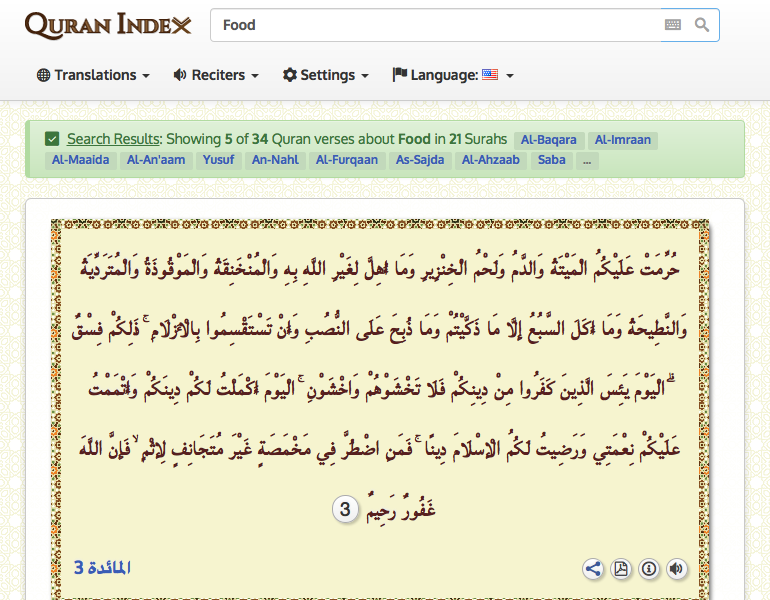 QURAN INDEX
Food
Translations Reciters Settings Language:
Search Results: Showing 5 of 34 Quran verses about Food in 21 Surahs Al-Baqara Al-Imraan
Al-Maaida Al-An'aam Yusuf An-Nahl Al-Furqaan As-Sajda Al-Ahzaab Saba ...
حُرِّمَتْ عَلَيْكُمُ الْمَيْتَةُ وَالدَّمُ وَلَحْمُ الْخِنْزِيرِ وَمَا أُهِلَّ لِغَيْرِ اللَّهِ بِهِ وَالْمُنْخَنِقَةُ وَالْمَوْقُوذَةُ وَالْمُتَرَدِّيَةُ
وَالنَّطِيحَةُ وَمَا أَكَلَ السَّبُعُ إِلَّا مَا ذَكَّيْتُمْ وَمَا ذُبِحَ عَلَى النُّصُبِ وَأَنْ تَسْتَقْسِمُوا بِالْأَزْلَامِ ۚ ذَلِكُمْ فِسْقٌ
ۗ الْيَوْمَ يَئِسَ الَّذِينَ كَفَرُوا مِنْ دِينِكُمْ فَلَا تَخْشَوْهُمْ وَاخْشَوْنِ ۚ الْيَوْمَ أَكْمَلْتُ لَكُمْ دِينَكُمْ وَأَتْمَمْتُ
عَلَيْكُمْ نِعْمَتِي وَرَضِيتُ لَكُمُ الْإِسْلَامَ دِينًا ۚ فَمَنِ اضْطُرَّ فِي مَخْمَصَةٍ غَيْرَ مُتَجَانِفٍ لِإِثْمٍ ۙ فَإِنَّ اللَّهَ
غَفُورٌ رَحِيمٌ 3
المائدة 3